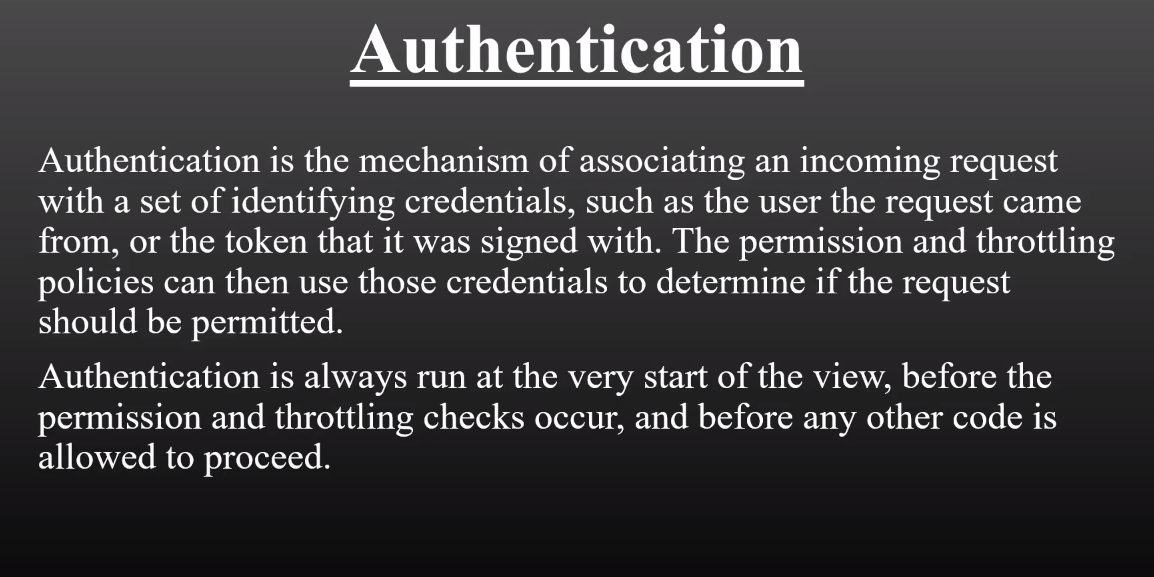 Authentication
Authentication is the mechanism of associating an incoming request
with a set of identifying credentials, such as the user the request came
from, or the token that it was signed with. The permission and throttling
policies can then use those credentials to determine if the request
should be permitted.
Authentication is always run at the very start of the view, before the
permission and throttling checks occur, and before any other code is
allowed to proceed.